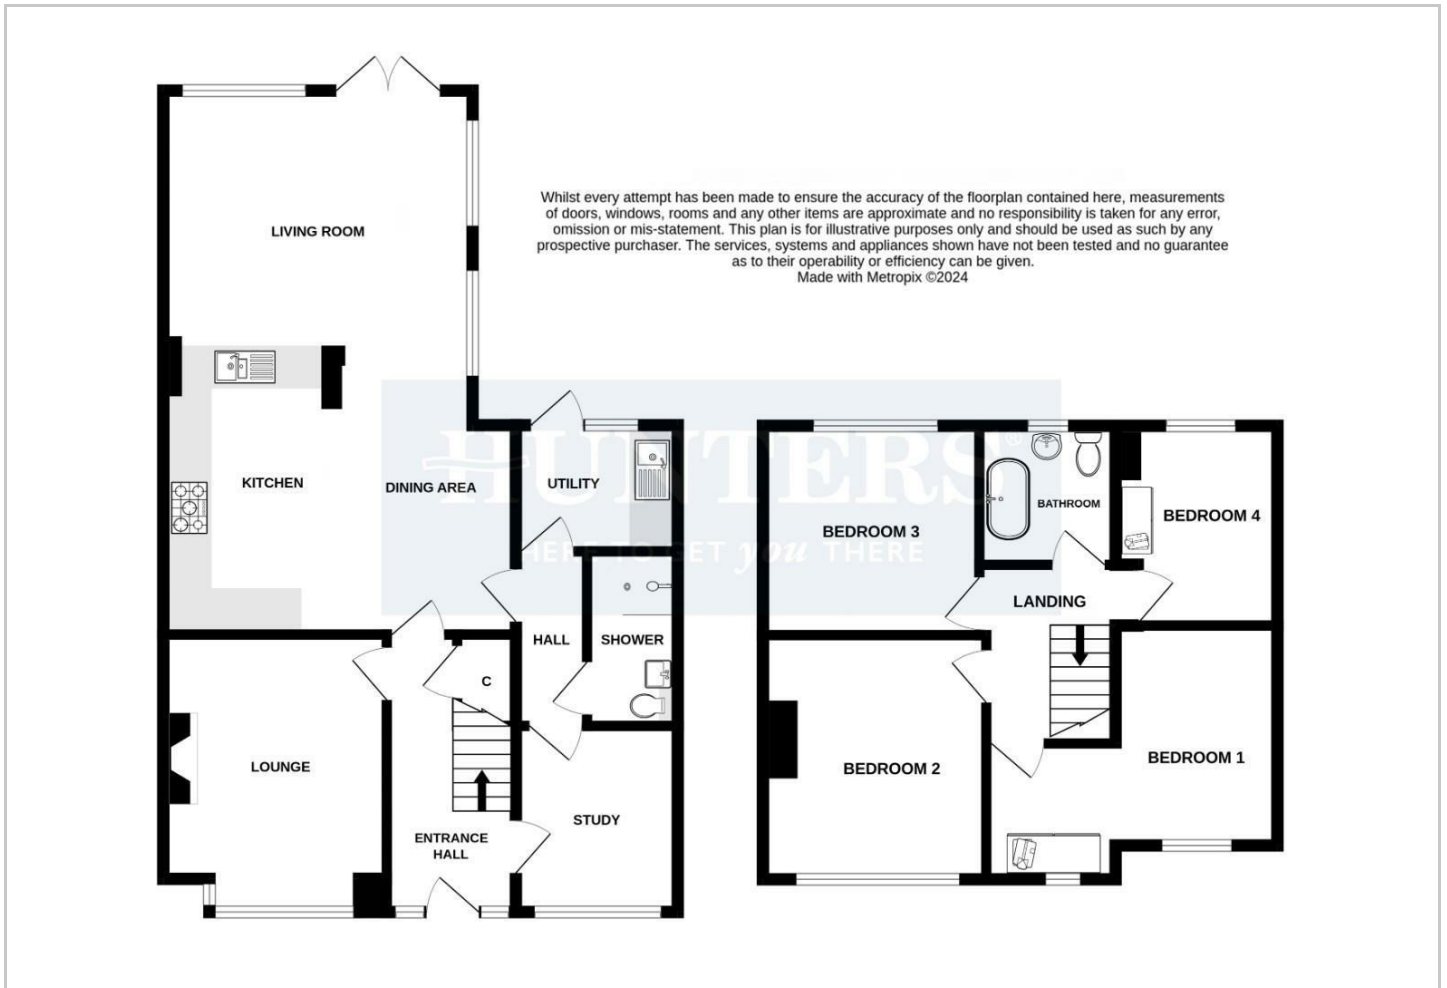 Whilst every attempt has been made to ensure the accuracy of the floorplan contained here, measurements
of doors, windows, rooms and any other items are approximate and no responsibility is taken for any error,
omission or mis-statement. This plan is for illustrative purposes only and should be used as such by any
prospective purchaser. The services, systems and appliances shown have not been tested and no guarantee
as to their operability or efficiency can be given.
Made with Metropix ©2024
LIVING ROOM
KITCHEN
DINING AREA
UTILITY
HALL
SHOWER
C
LOUNGE
ENTRANCE
HALL
STUDY
HUNTERS®
HERE TO GET you THERE
BEDROOM 3
BATHROOM
BEDROOM 4
LANDING
BEDROOM 2
BEDROOM 1